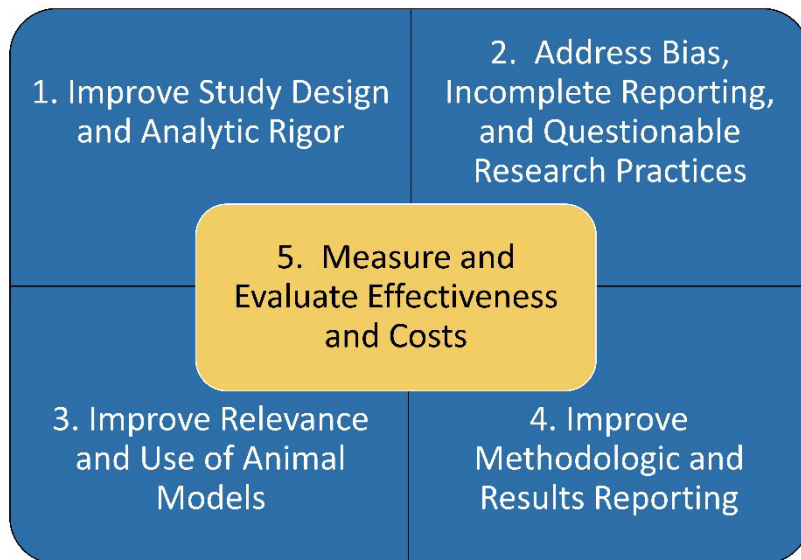 1. Improve Study Design
and Analytic Rigor
2. Address Bias,
Incomplete Reporting,
and Questionable
Research Practices
5. Measure and
Evaluate Effectiveness
and Costs
3. Improve Relevance
and Use of Animal
Models
4. Improve
Methodologic and
Results Reporting